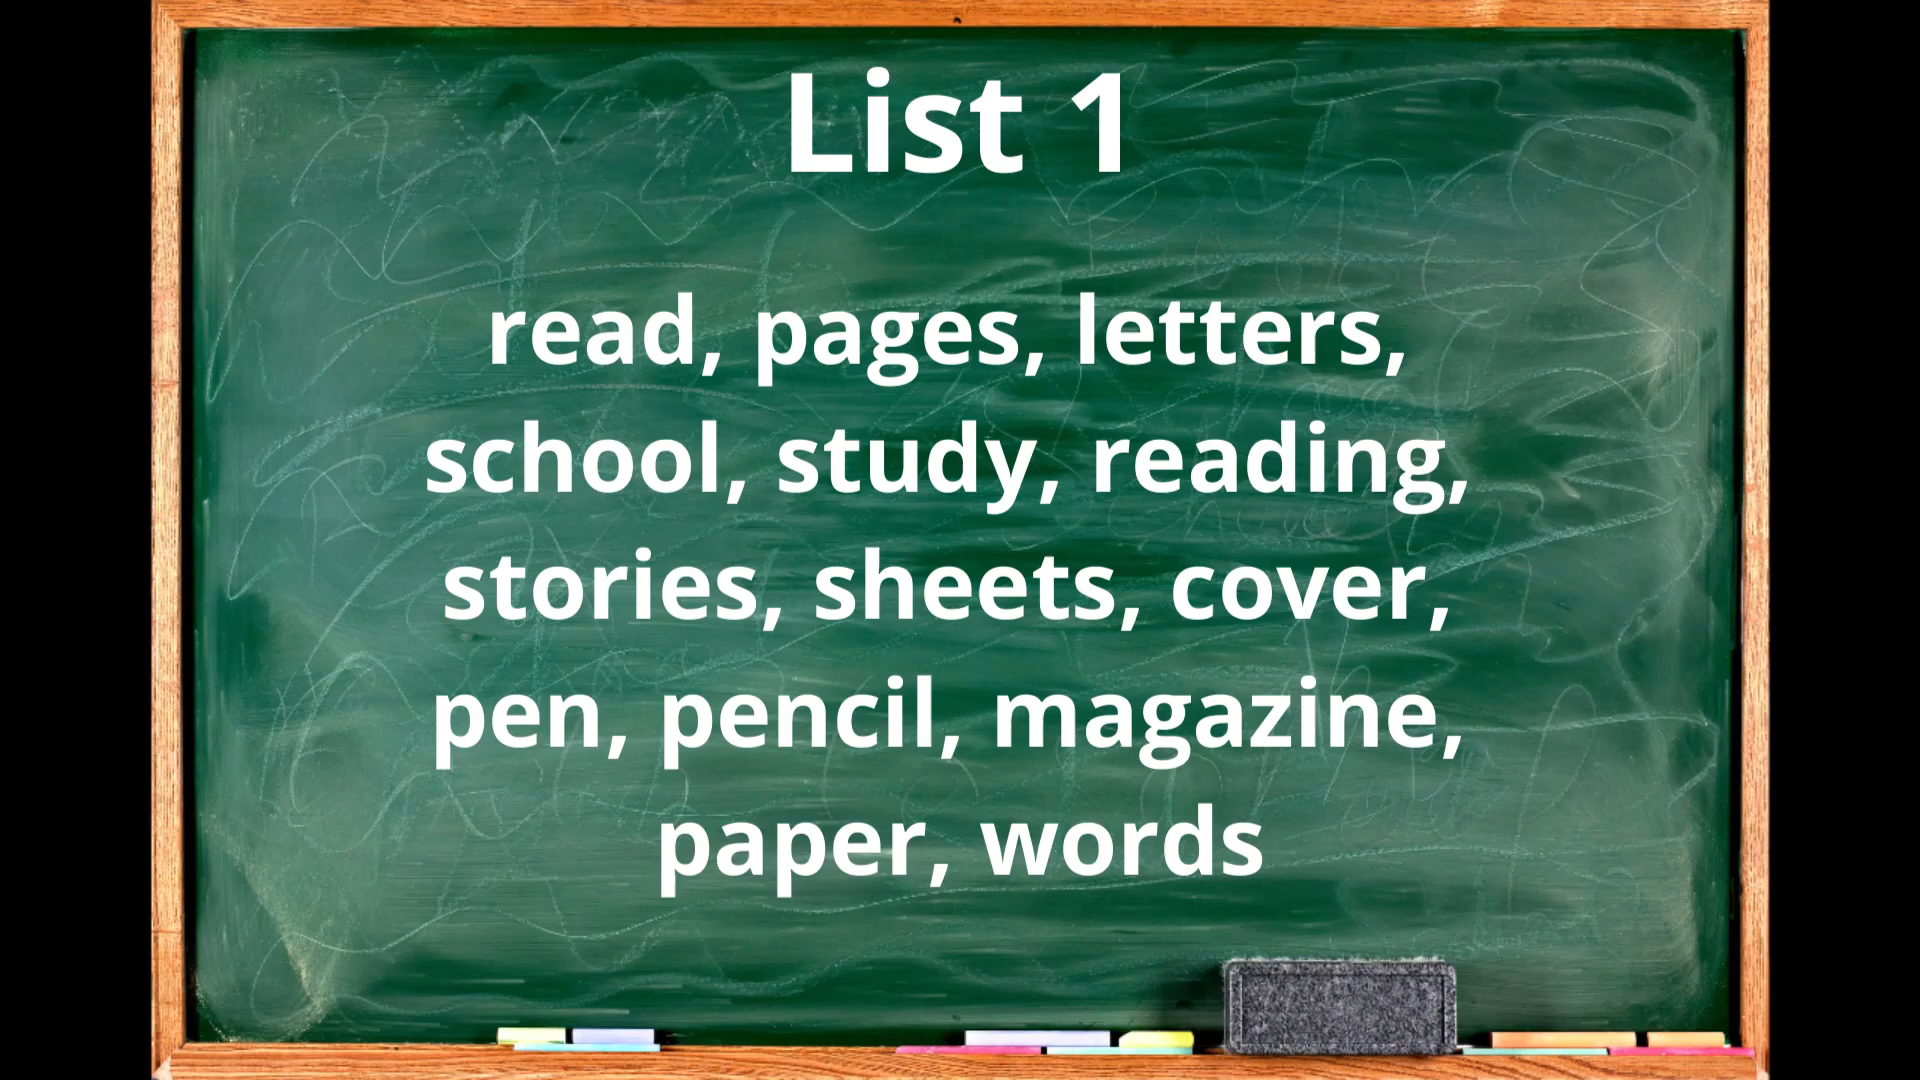 List 1
read, pages, letters,
school, study, reading,
stories, sheets, cover,
pen, pencil, magazine,
paper, words